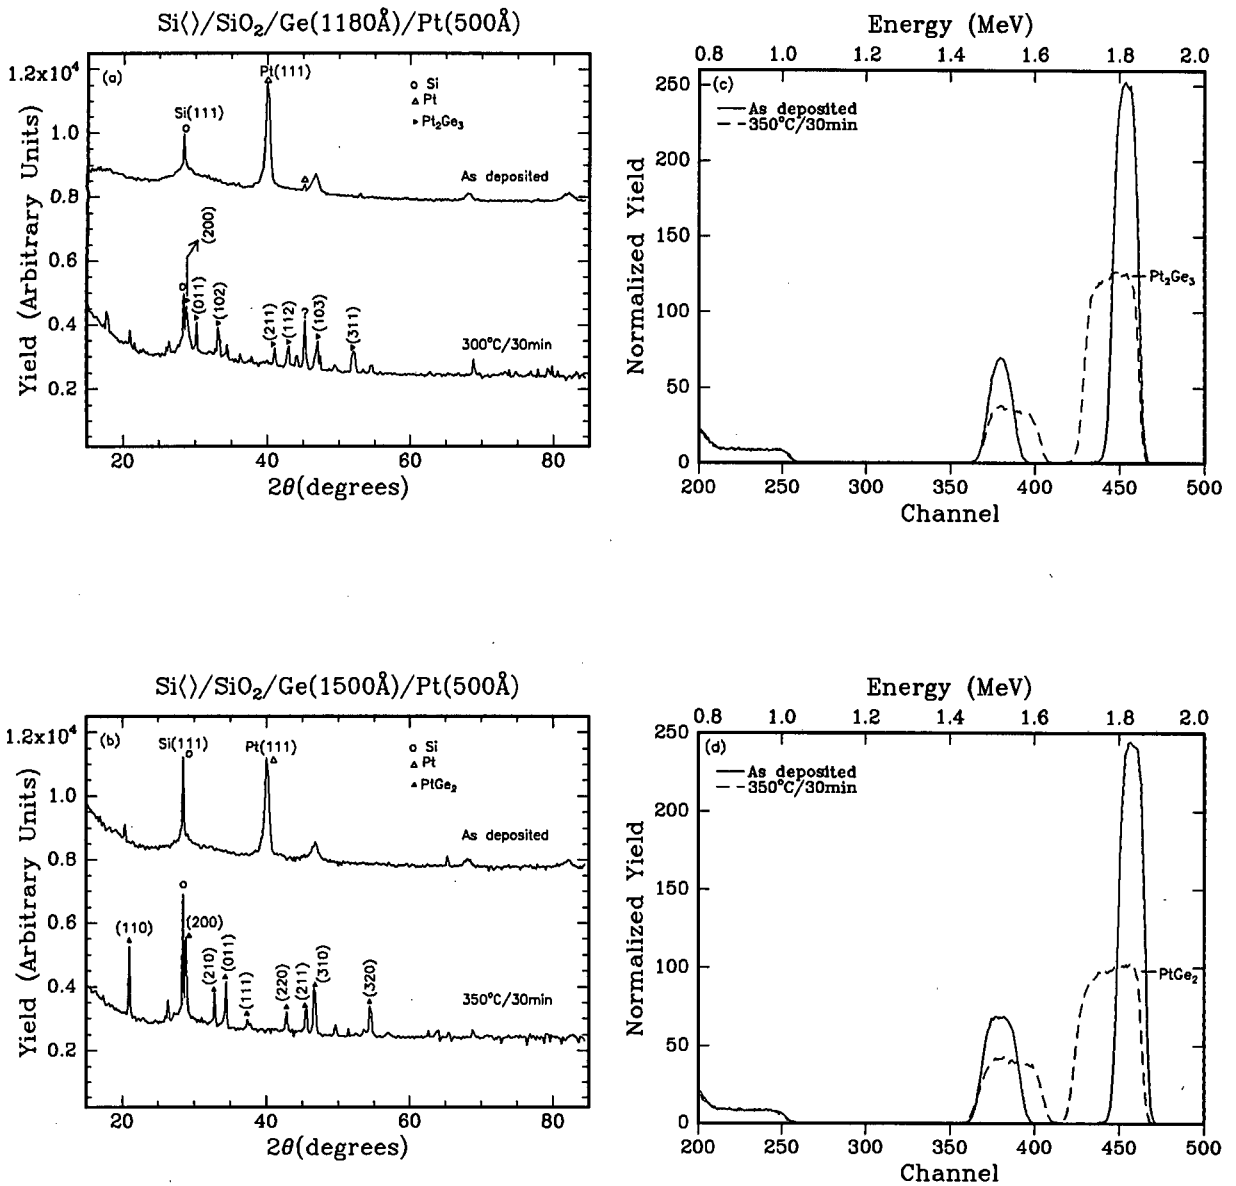 Si⟨⟩/SiO₂/Ge(1180Å)/Pt(500Å)
1.2x10⁴
1.0
0.8
0.6
0.4
0.2
Yield (Arbitrary Units)
(a)
Pt(111)
Si(111)
o Si
△ Pt
▸ Pt₂Ge₃
As deposited
(200)
(011)
(102)
(211)
(112)
?
(103)
(311)
300°C/30min
20 40 60 80
2θ(degrees)
Energy (MeV)
0.8 1.0 1.2 1.4 1.6 1.8 2.0
(c)
As deposited
350°C/30min
250
200
150
100
50
0
Normalized Yield
Pt₂Ge₃
200 250 300 350 400 450 500
Channel
Si⟨⟩/SiO₂/Ge(1500Å)/Pt(500Å)
1.2x10⁴
1.0
0.8
0.6
0.4
0.2
Yield (Arbitrary Units)
(b)
Si(111)
Pt(111)
o Si
△ Pt
▲ PtGe₂
As deposited
(110)
(200)
(210)
(011)
(111)
(220)
(211)
(310)
(320)
350°C/30min
20 40 60 80
2θ(degrees)
Energy (MeV)
0.8 1.0 1.2 1.4 1.6 1.8 2.0
(d)
As deposited
350°C/30min
250
200
150
100
50
0
Normalized Yield
PtGe₂
200 250 300 350 400 450 500
Channel